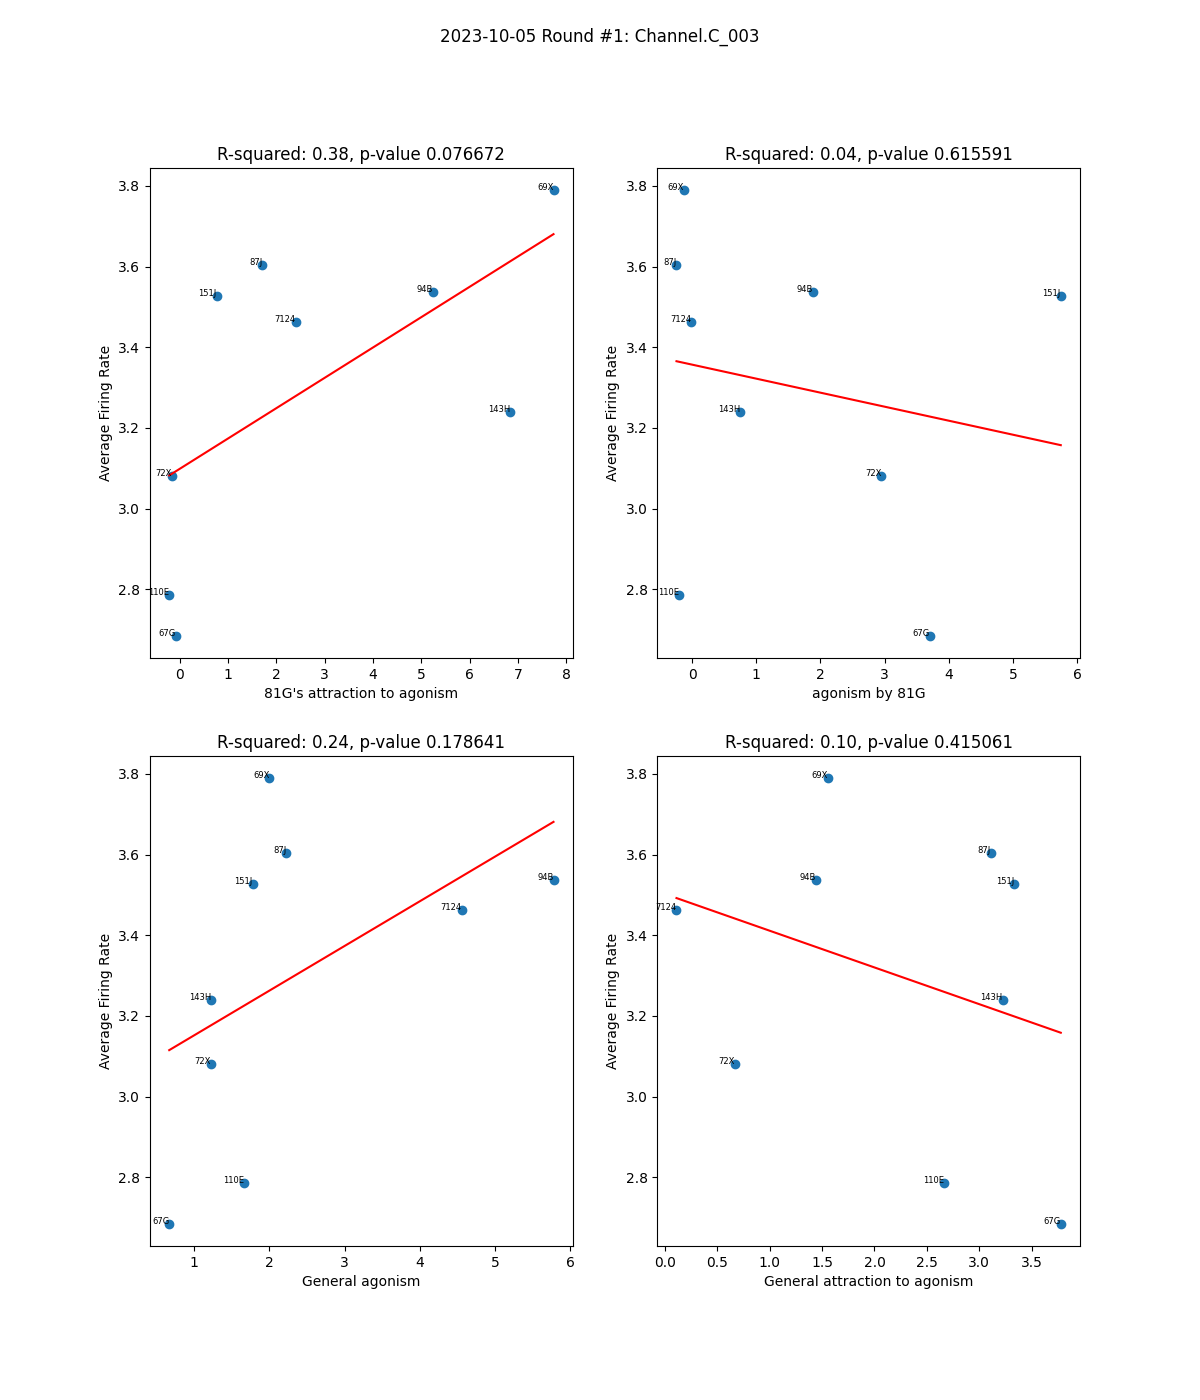 2023-10-05 Round #1: Channel.C_003
R-squared: 0.38, p-value 0.076672
3.8
3.6
3.4
3.2
3.0
2.8
Average Firing Rate
69X
87J
94B
151J
7124
143H
72X
110E
67G
0 1 2 3 4 5 6 7 8
81G's attraction to agonism
R-squared: 0.04, p-value 0.615591
3.8
3.6
3.4
3.2
3.0
2.8
Average Firing Rate
69X
87J
94B
151J
7124
143H
72X
110E
67G
0 1 2 3 4 5 6
agonism by 81G
R-squared: 0.24, p-value 0.178641
3.8
3.6
3.4
3.2
3.0
2.8
Average Firing Rate
69X
87J
94B
151J
7124
143H
72X
110E
67G
1 2 3 4 5 6
General agonism
R-squared: 0.10, p-value 0.415061
3.8
3.6
3.4
3.2
3.0
2.8
Average Firing Rate
69X
87J
94B
151J
7124
143H
72X
110E
67G
0.0 0.5 1.0 1.5 2.0 2.5 3.0 3.5
General attraction to agonism